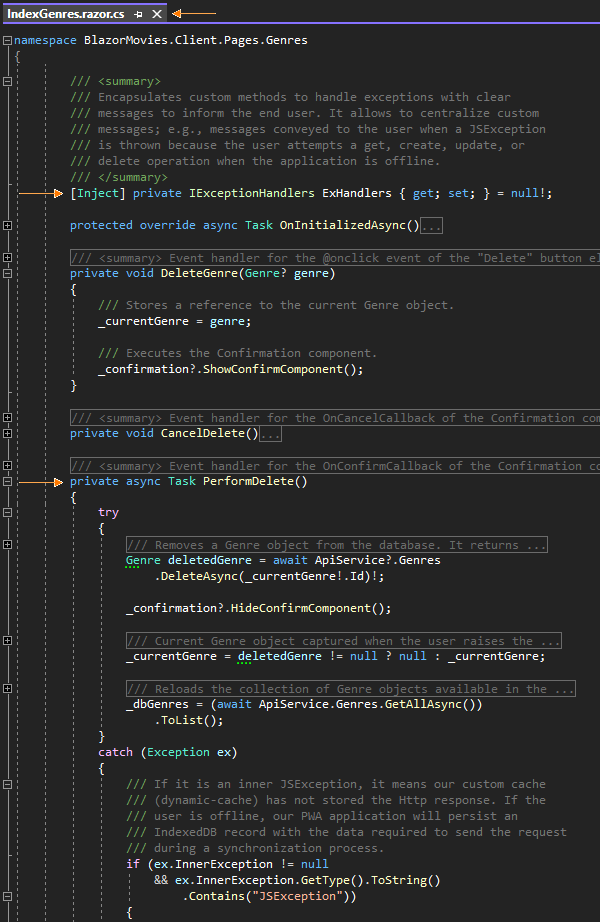 IndexGenres.razor.cs
namespace BlazorMovies.Client.Pages.Genres
{
/// <summary>
/// Encapsulates custom methods to handle exceptions with clear
/// messages to inform the end user. It allows to centralize custom
/// messages; e.g., messages conveyed to the user when a JSException
/// is thrown because the user attempts a get, create, update, or
/// delete operation when the application is offline.
/// </summary>
[Inject] private IExceptionHandlers ExHandlers { get; set; } = null!;
protected override async Task OnInitializedAsync()...
/// <summary> Event handler for the @onclick event of the "Delete" button el
private void DeleteGenre(Genre? genre)
{
/// Stores a reference to the current Genre object.
_currentGenre = genre;
/// Executes the Confirmation component.
_confirmation?.ShowConfirmComponent();
}
/// <summary> Event handler for the OnCancelCallback of the Confirmation com
private void CancelDelete()...
/// <summary> Event handler for the OnConfirmCallback of the Confirmation co
private async Task PerformDelete()
{
try
{
/// Removes a Genre object from the database. It returns ...
Genre deletedGenre = await ApiService?.Genres
.DeleteAsync(_currentGenre!.Id)!;
_confirmation?.HideConfirmComponent();
/// Current Genre object captured when the user raises the ...
_currentGenre = deletedGenre != null ? null : _currentGenre;
/// Reloads the collection of Genre objects available in the ...
_dbGenres = (await ApiService.Genres.GetAllAsync())
.ToList();
}
catch (Exception ex)
{
/// If it is an inner JSException, it means our custom cache
/// (dynamic-cache) has not stored the Http response. If the
/// user is offline, our PWA application will persist an
/// IndexedDB record with the data required to send the request
/// during a synchronization process.
if (ex.InnerException != null
&& ex.InnerException.GetType().ToString()
.Contains("JSException"))
{